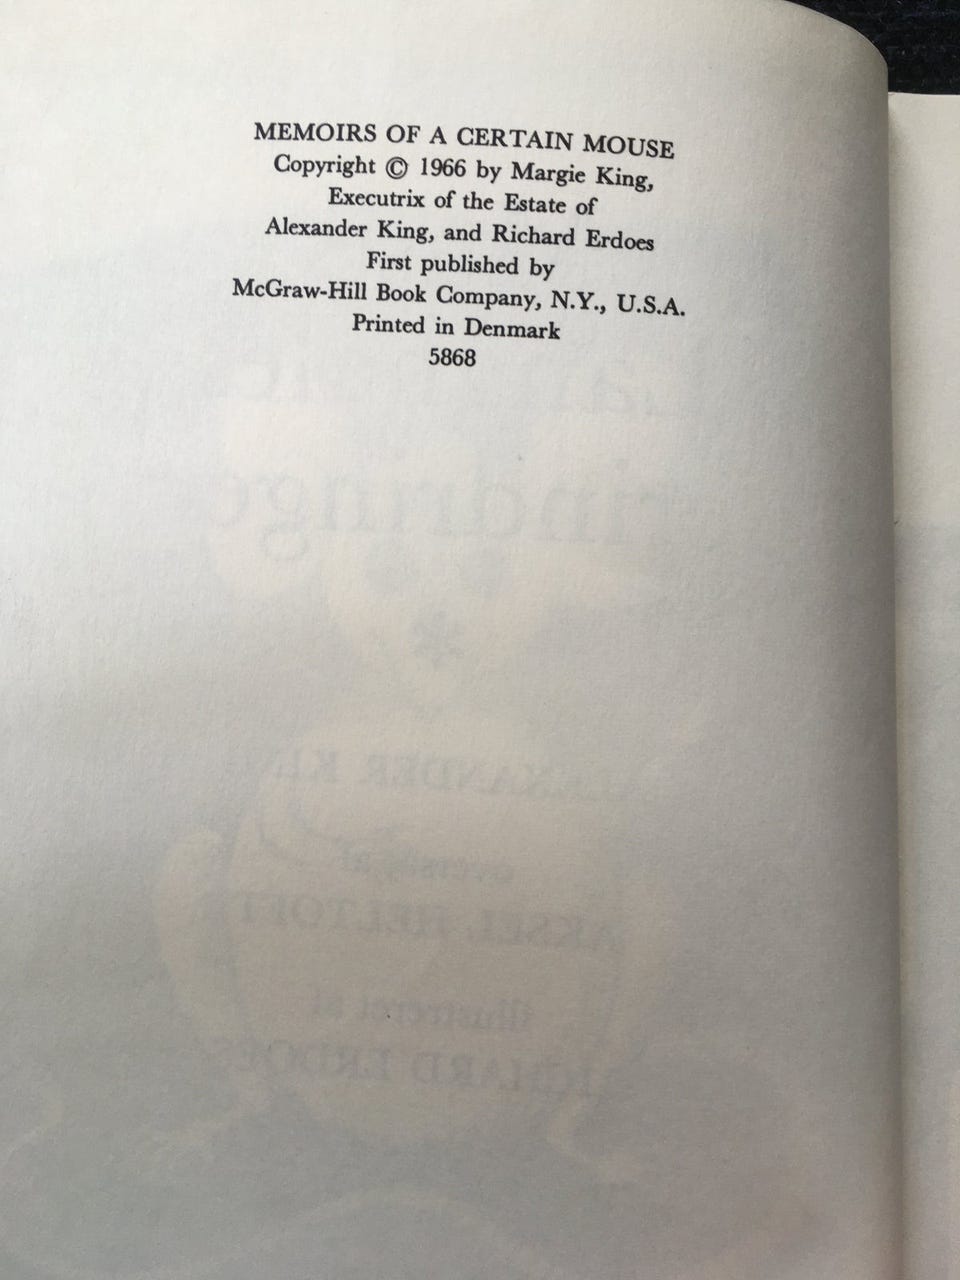 MEMOIRS OF A CERTAIN MOUSE
Copyright © 1966 by Margie King,
Executrix of the Estate of
Alexander King, and Richard Erdoes
First published by
McGraw-Hill Book Company, N.Y., U.S.A.
Printed in Denmark
5868